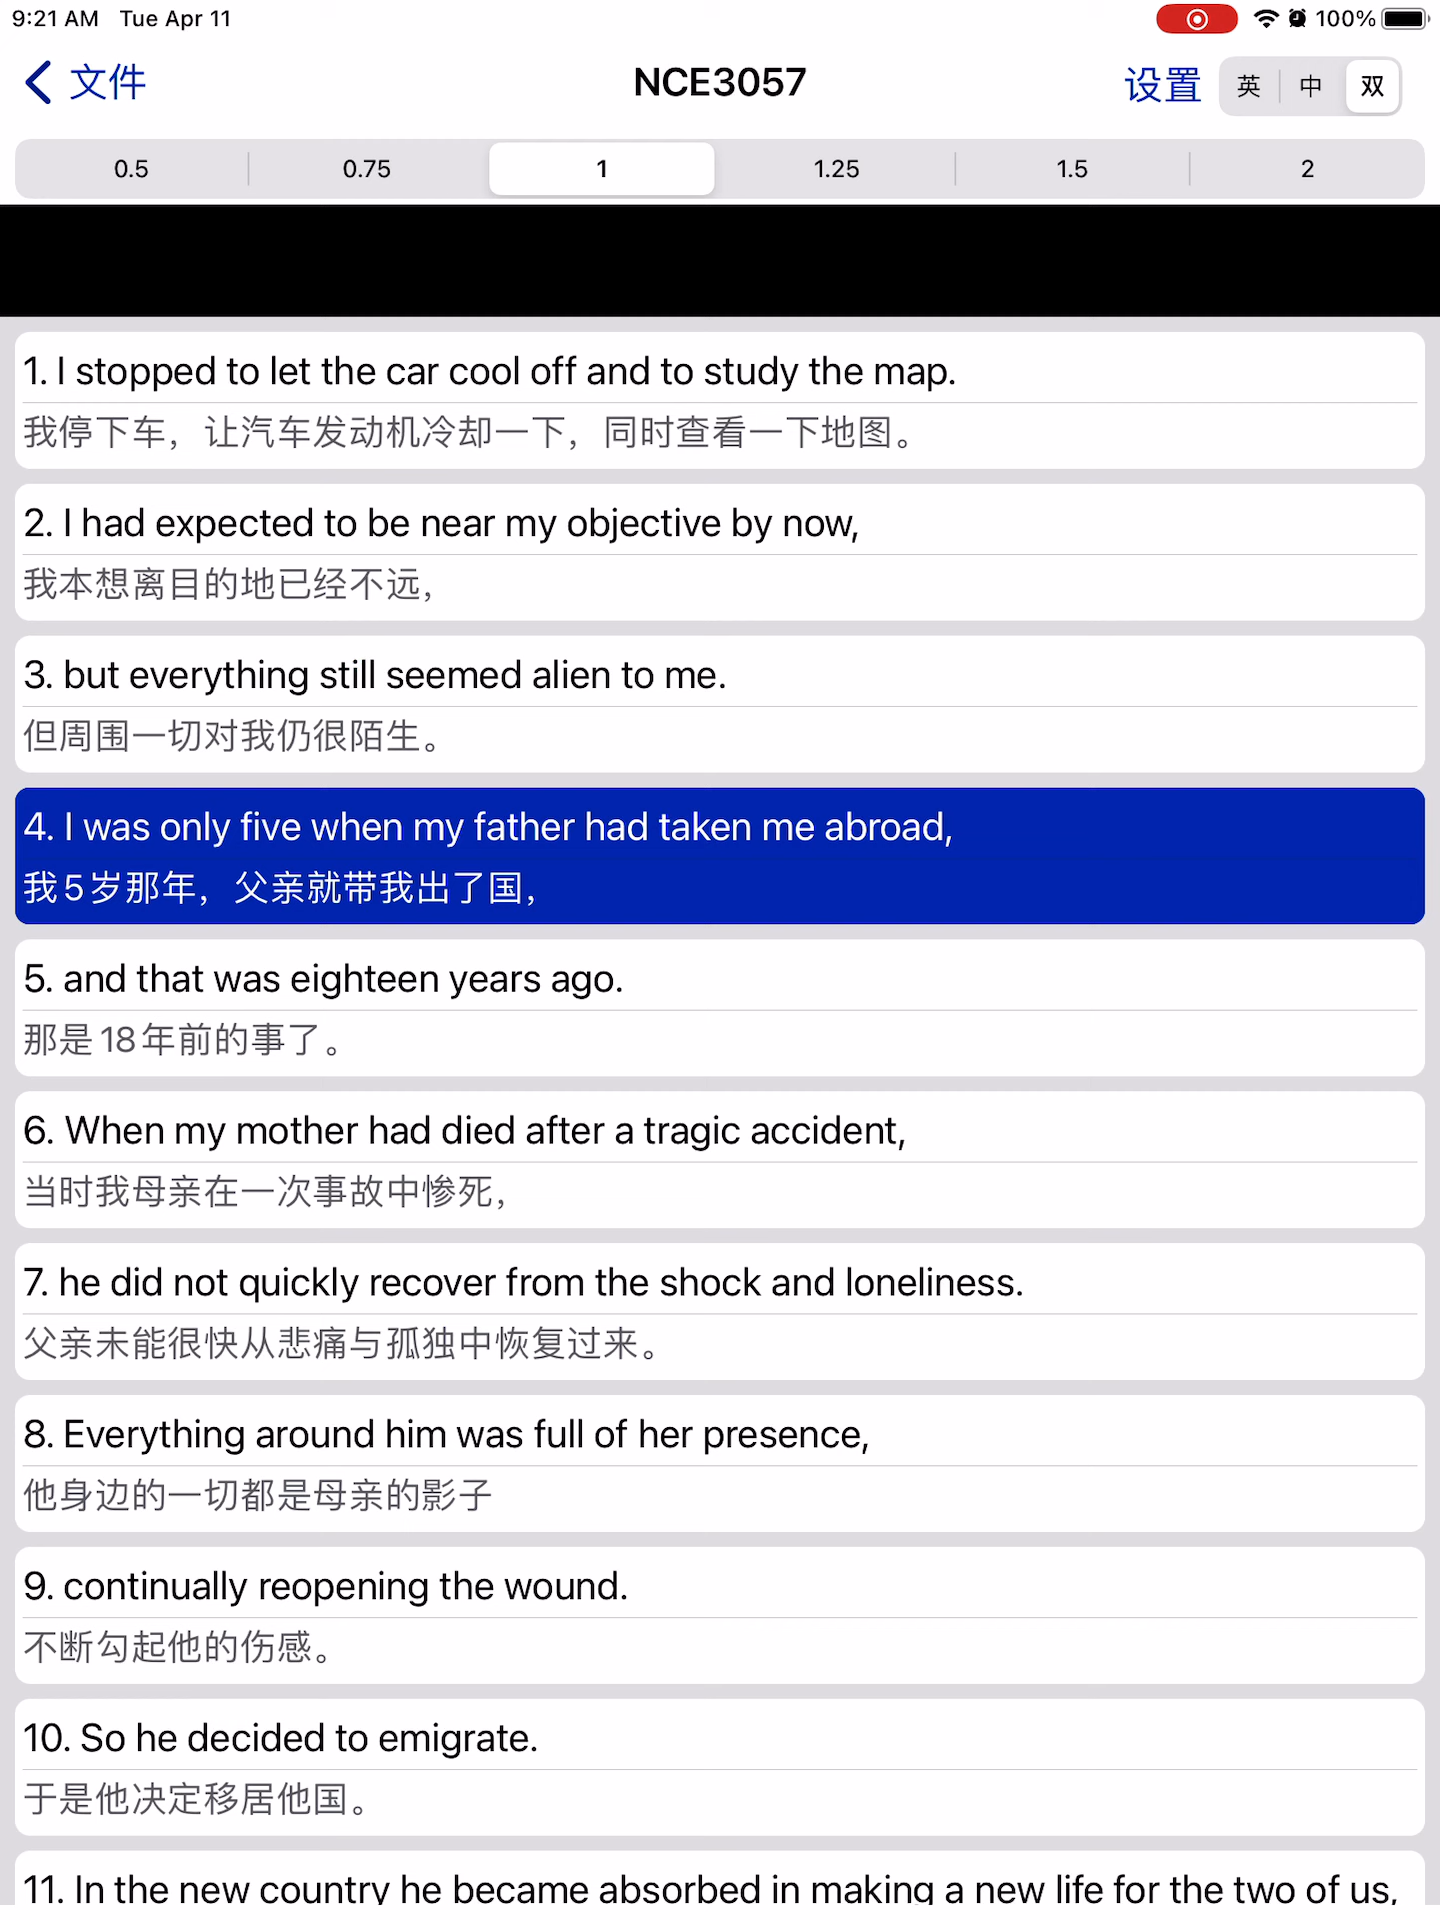 9:21 AM Tue Apr 11 100%
文件 NCE3057 设置 英 中 双
0.5 0.75 1 1.25 1.5 2
1. I stopped to let the car cool off and to study the map.
我停下车，让汽车发动机冷却一下，同时查看一下地图。
2. I had expected to be near my objective by now,
我本想离目的地已经不远，
3. but everything still seemed alien to me.
但周围一切对我仍很陌生。
4. I was only five when my father had taken me abroad,
我5岁那年，父亲就带我出了国，
5. and that was eighteen years ago.
那是18年前的事了。
6. When my mother had died after a tragic accident,
当时我母亲在一次事故中惨死，
7. he did not quickly recover from the shock and loneliness.
父亲未能很快从悲痛与孤独中恢复过来。
8. Everything around him was full of her presence,
他身边的一切都是母亲的影子
9. continually reopening the wound.
不断勾起他的伤感。
10. So he decided to emigrate.
于是他决定移居他国。
11. In the new country he became absorbed in making a new life for the two of us,